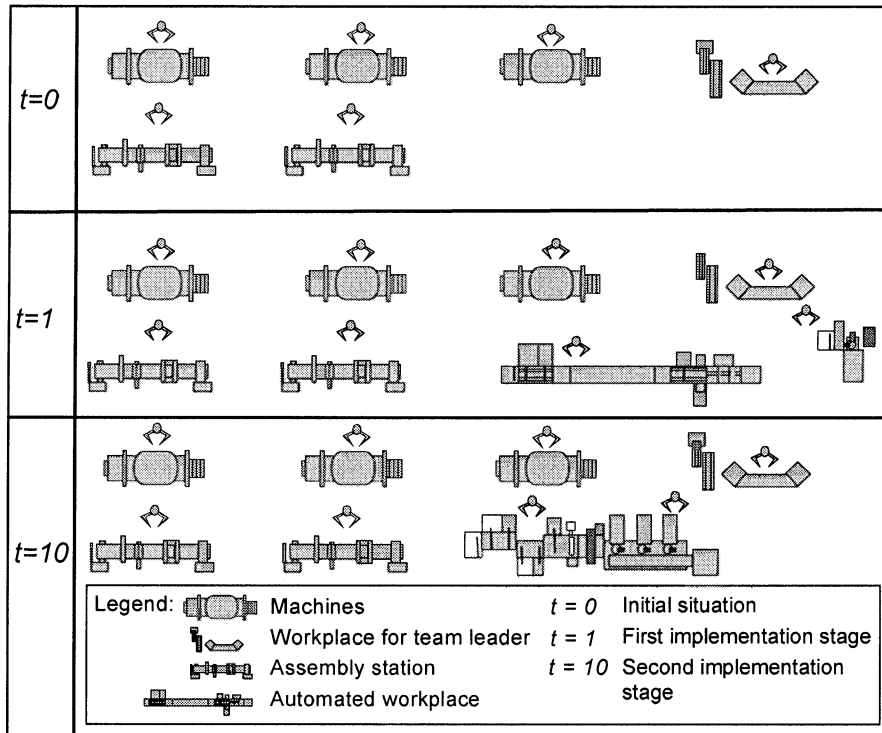 t=0
t=1
t=10
Legend: Machines t = 0 Initial situation
Workplace for team leader t = 1 First implementation stage
Assembly station t = 10 Second implementation
stage
Automated workplace